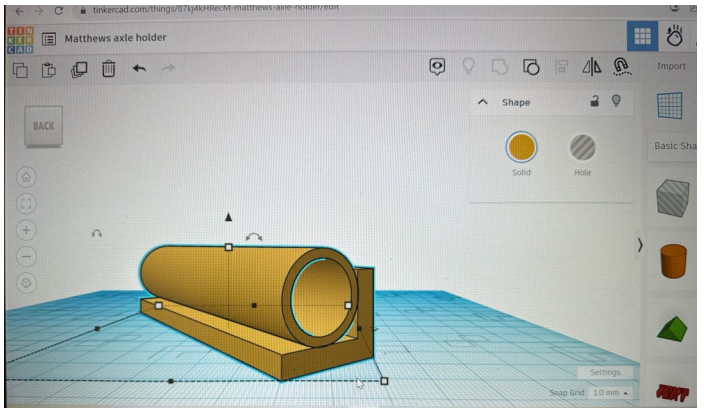 tinkercad.com/things/87kj4kHRecM-matthews-axle-holder/edit
TIN
KER
CAD
Matthews axle holder
Import
Shape
BACK
Solid
Hole
Basic Sha
Settings
Snap Grid 1.0 mm
TEXT